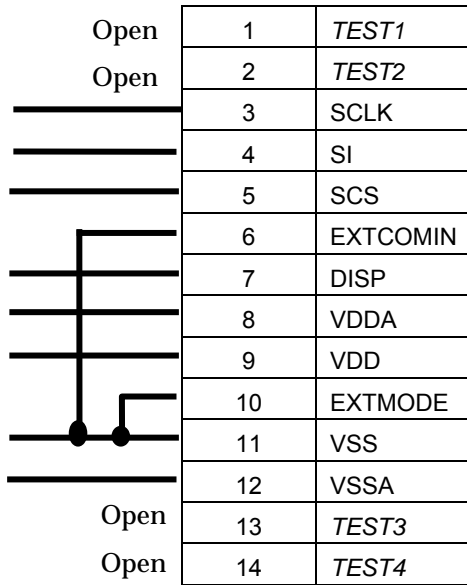 Open 1 TEST1
Open 2 TEST2
3 SCLK
4 SI
5 SCS
6 EXTCOMIN
7 DISP
8 VDDA
9 VDD
10 EXTMODE
11 VSS
12 VSSA
Open 13 TEST3
Open 14 TEST4